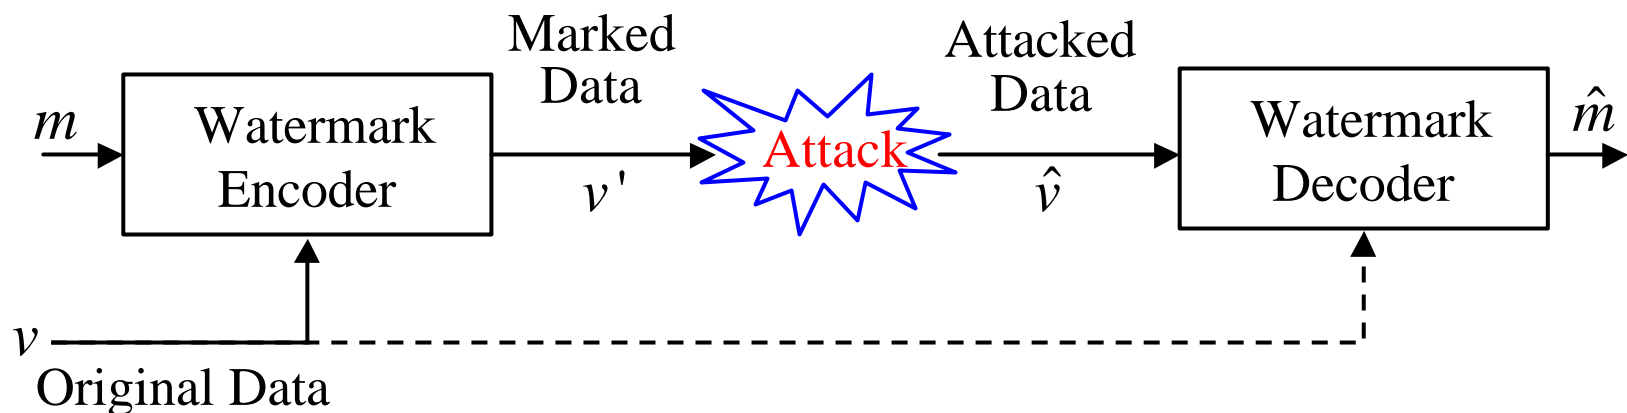 m
Watermark
Encoder
Marked
Data
v'
Attack
Attacked
Data
v̂
Watermark
Decoder
m̂
v
Original Data